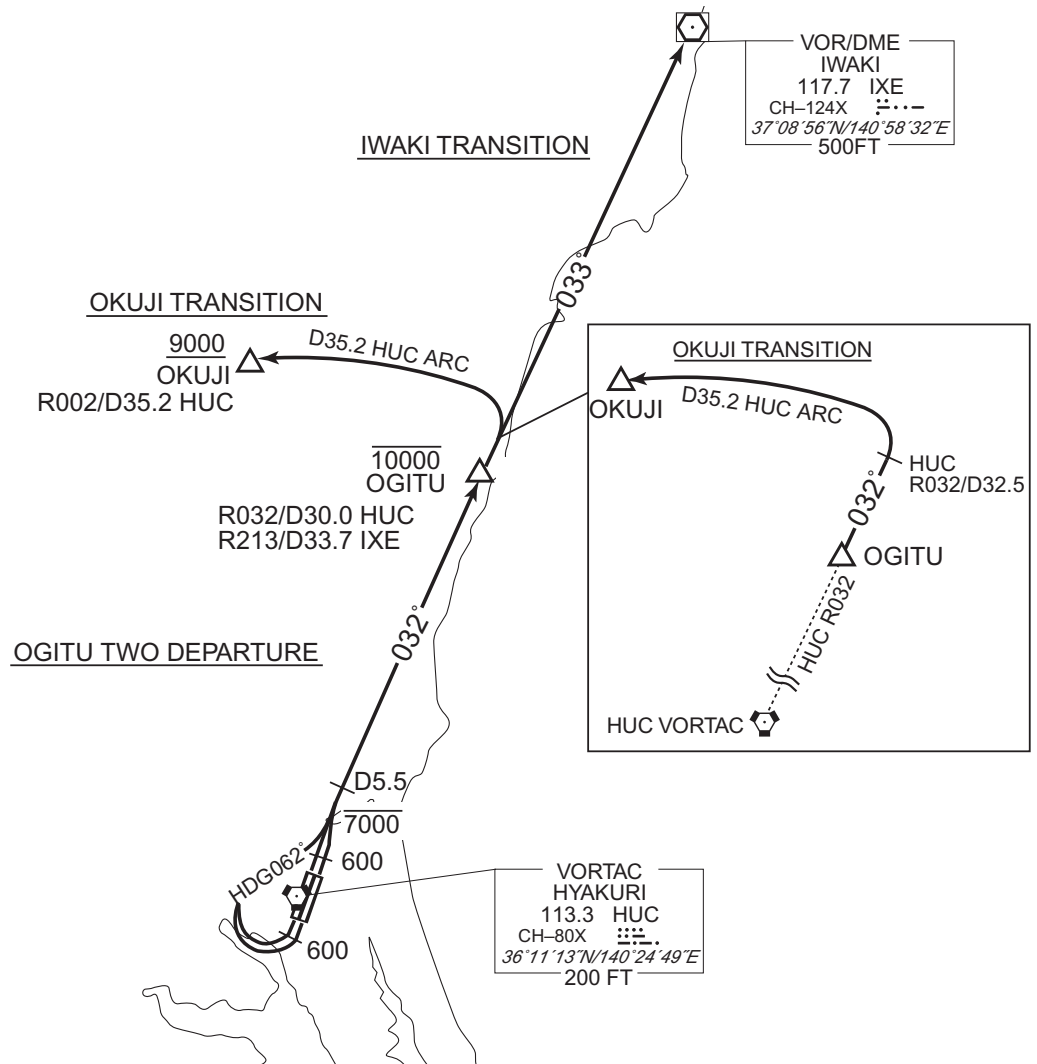 VOR/DME
IWAKI
117.7 IXE
CH–124X
37°08´56˝N/140°58´32˝E
500FT
IWAKI TRANSITION
033°
OKUJI TRANSITION
9000
OKUJI
R002/D35.2 HUC
D35.2 HUC ARC
10000
OGITU
R032/D30.0 HUC
R213/D33.7 IXE
032°
OGITU TWO DEPARTURE
OKUJI TRANSITION
OKUJI
D35.2 HUC ARC
HUC
R032/D32.5
032°
OGITU
HUC R032
HUC VORTAC
D5.5
7000
HDG062°
600
600
VORTAC
HYAKURI
113.3 HUC
CH–80X
36°11´13˝N/140°24´49˝E
200 FT